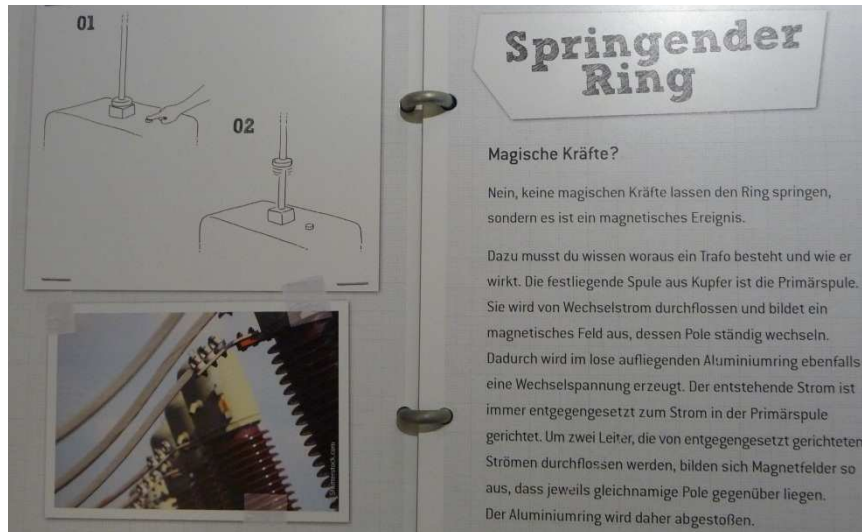 01
02
Springender
Ring
Magische Kräfte?
Nein, keine magischen Kräfte lassen den Ring springen,
sondern es ist ein magnetisches Ereignis.
Dazu musst du wissen woraus ein Trafo besteht und wie er
wirkt. Die festliegende Spule aus Kupfer ist die Primärspule.
Sie wird von Wechselstrom durchflossen und bildet ein
magnetisches Feld aus, dessen Pole ständig wechseln.
Dadurch wird im lose aufliegenden Aluminiumring ebenfalls
eine Wechselspannung erzeugt. Der entstehende Strom ist
immer entgegengesetzt zum Strom in der Primärspule
gerichtet. Um zwei Leiter, die von entgegengesetzt gerichteten
Strömen durchflossen werden, bilden sich Magnetfelder so
aus, dass jeweils gleichnamige Pole gegenüber liegen.
Der Aluminiumring wird daher abgestoßen.